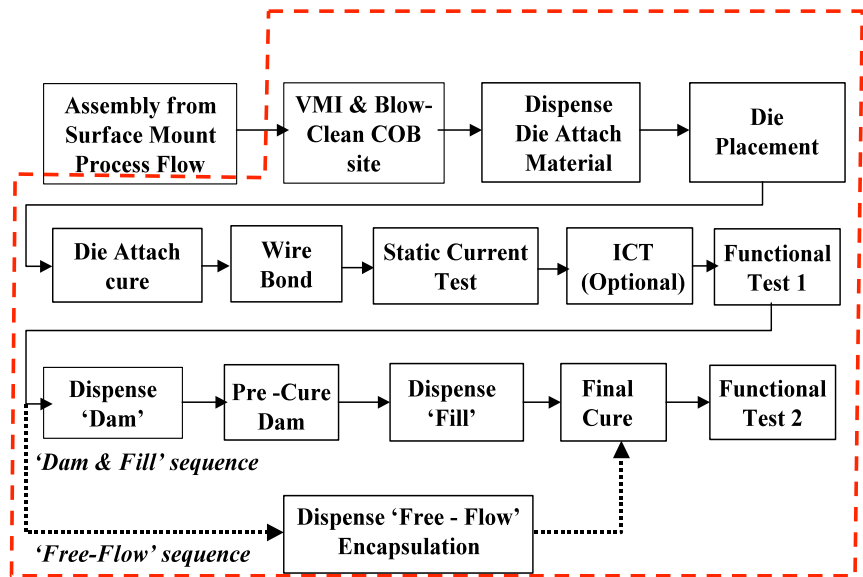 Assembly from
Surface Mount
Process Flow
VMI & Blow-
Clean COB
site
Dispense
Die Attach
Material
Die
Placement
Die Attach
cure
Wire
Bond
Static Current
Test
ICT
(Optional)
Functional
Test 1
Dispense
‘Dam’
Pre -Cure
Dam
Dispense
‘Fill’
Final
Cure
Functional
Test 2
‘Dam & Fill’ sequence
Dispense ‘Free - Flow’
Encapsulation
‘Free-Flow’ sequence